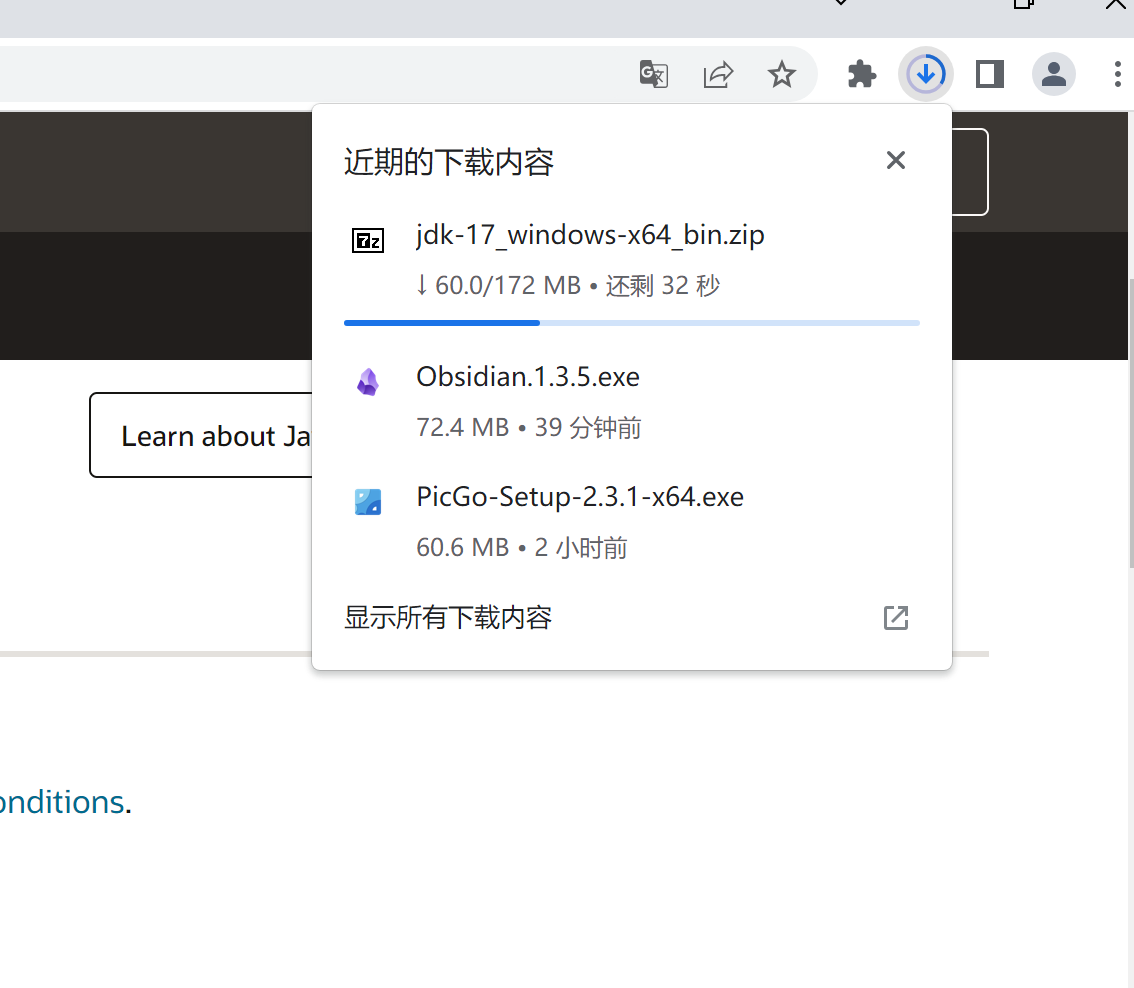 近期的下载内容
jdk-17_windows-x64_bin.zip
↓ 60.0/172 MB • 还剩 32 秒
Obsidian.1.3.5.exe
72.4 MB • 39 分钟前
Learn about Ja
PicGo-Setup-2.3.1-x64.exe
60.6 MB • 2 小时前
显示所有下载内容
onditions.